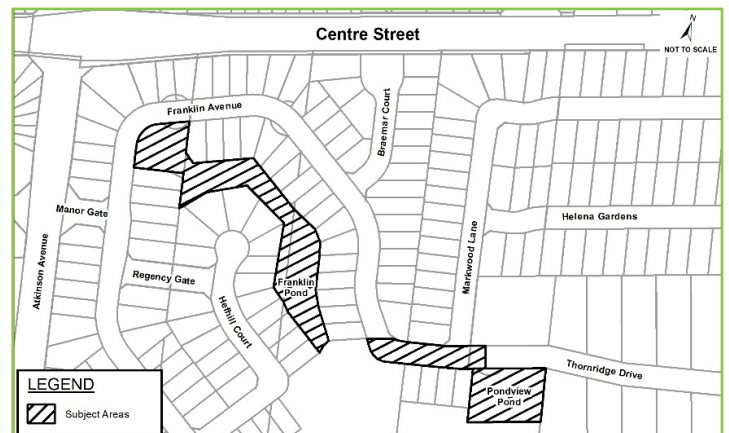 Centre Street
N
NOT TO SCALE
Franklin Avenue
Braemar Court
Manor Gate
Helena Gardens
Atkinson Avenue
Markwood Lane
Regency Gate
Franklin
Pond
Hefhill Court
Thornridge Drive
Pondview
Pond
LEGEND
Subject Areas